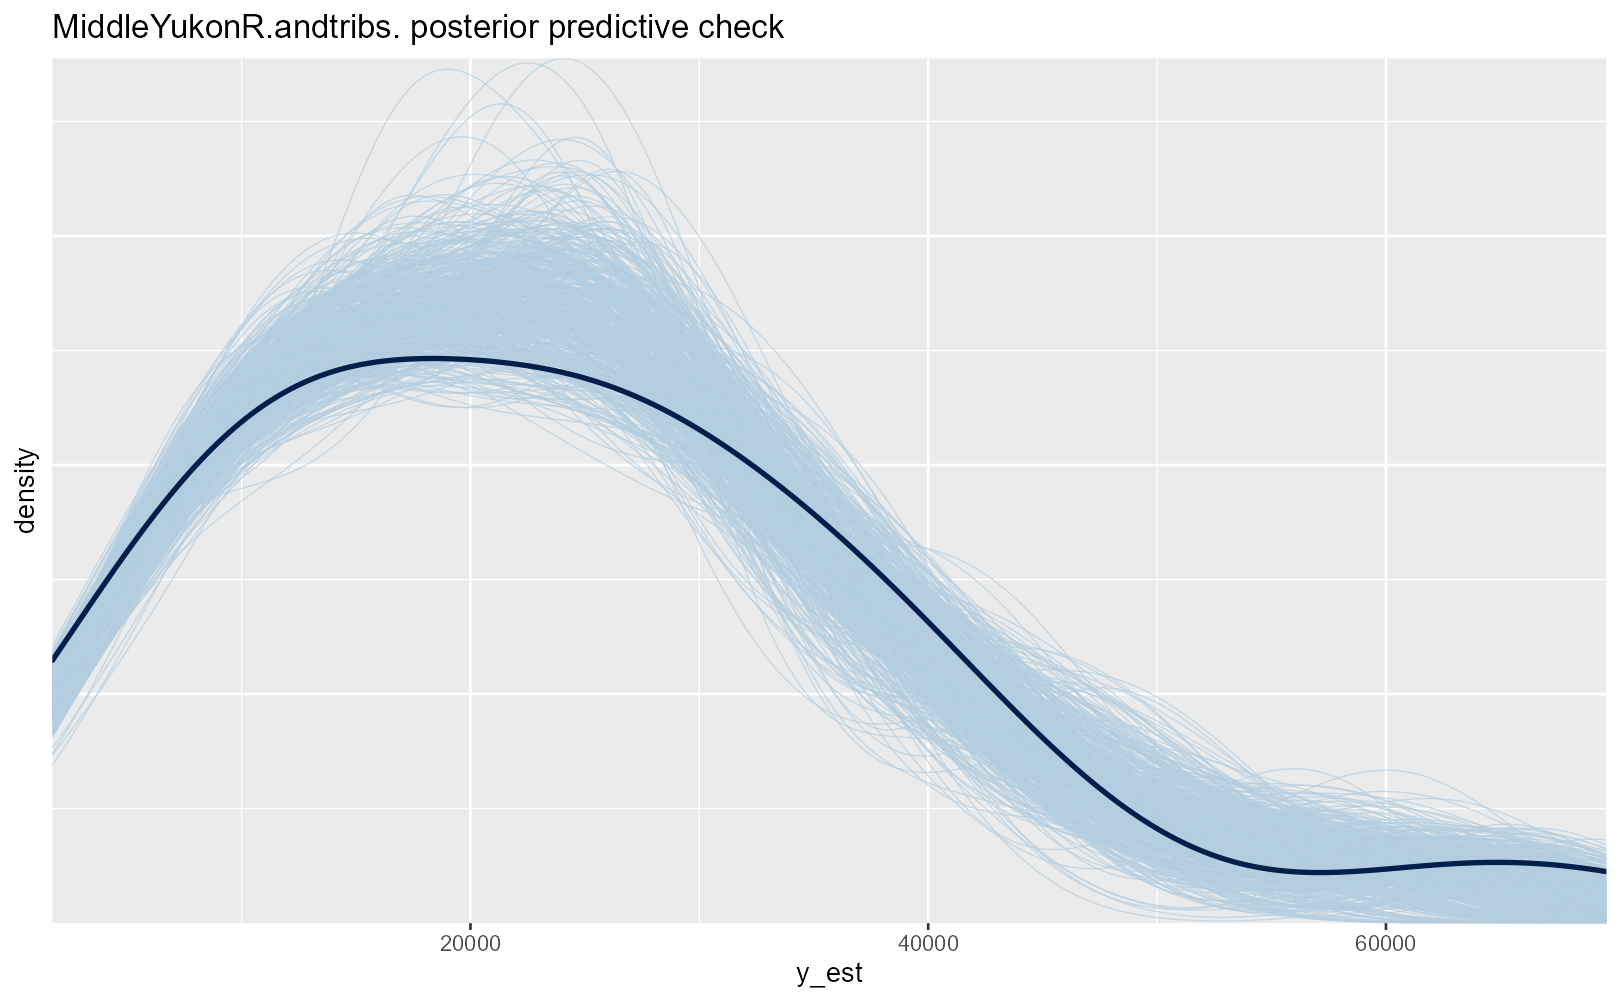 MiddleYukonR.andtribs. posterior predictive check
density
20000
40000
60000
y_est